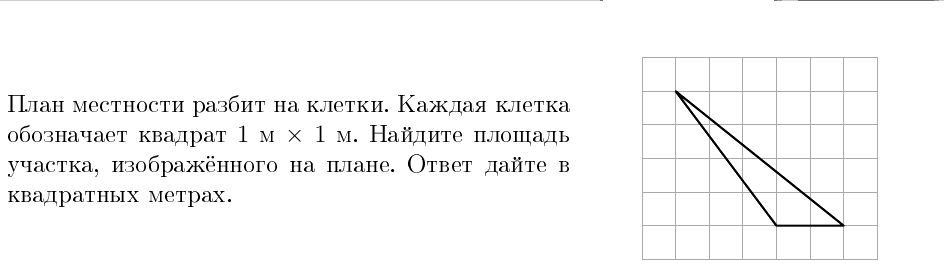 План местности разбит на клетки. Каждая клетка
обозначает квадрат 1 м × 1 м. Найдите площадь
участка, изображённого на плане. Ответ дайте в
квадратных метрах.